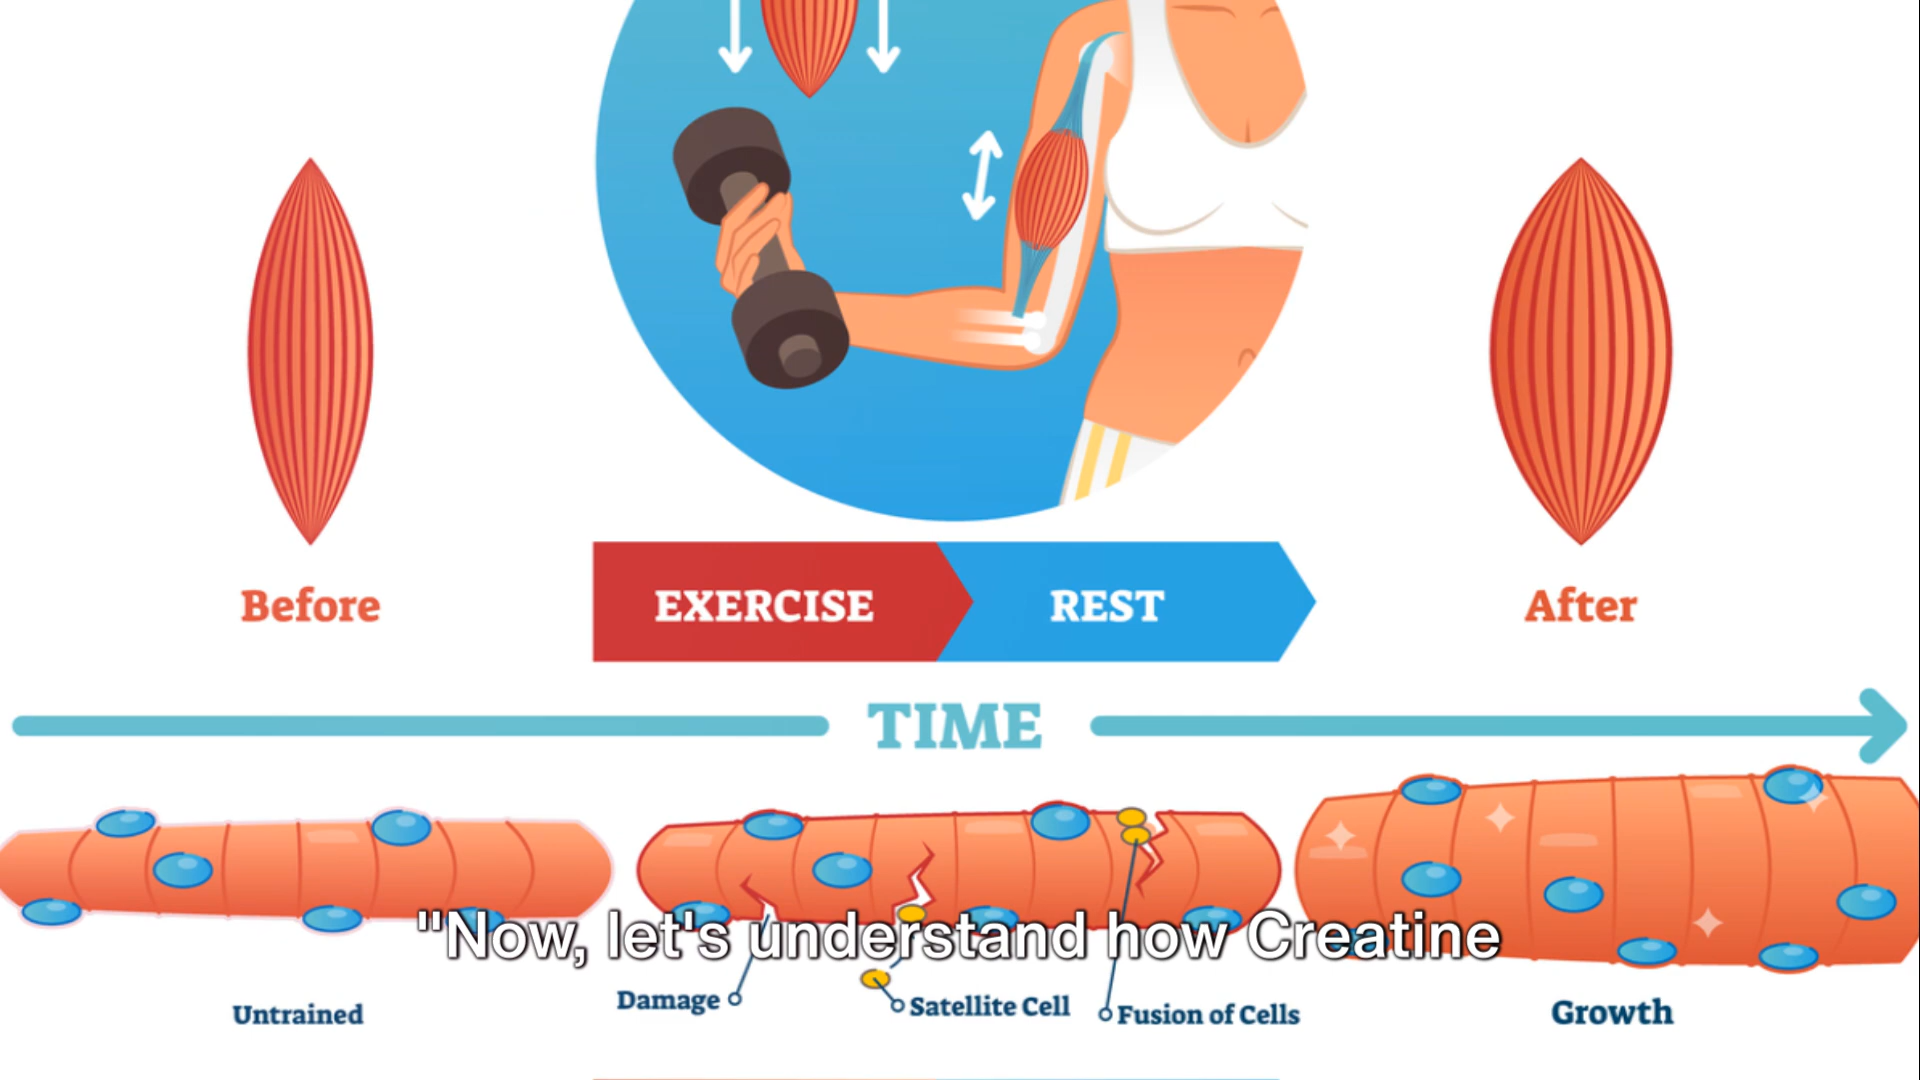 Before
EXERCISE
REST
After
TIME
"Now, let's understand how Creatine
Damage
Satellite Cell
Fusion of Cells
Untrained
Growth